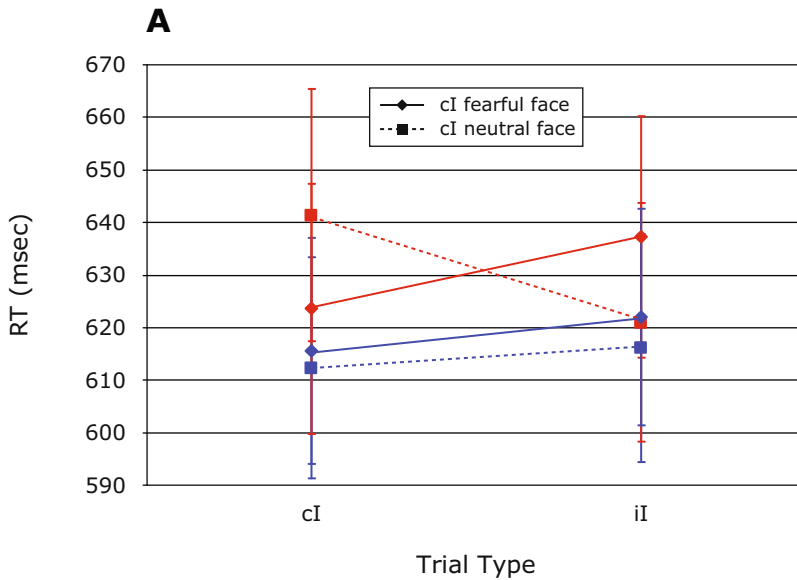 A
670
660
650
640
630
620
610
600
590
RT (msec)
cI fearful face
cI neutral face
cI
iI
Trial Type